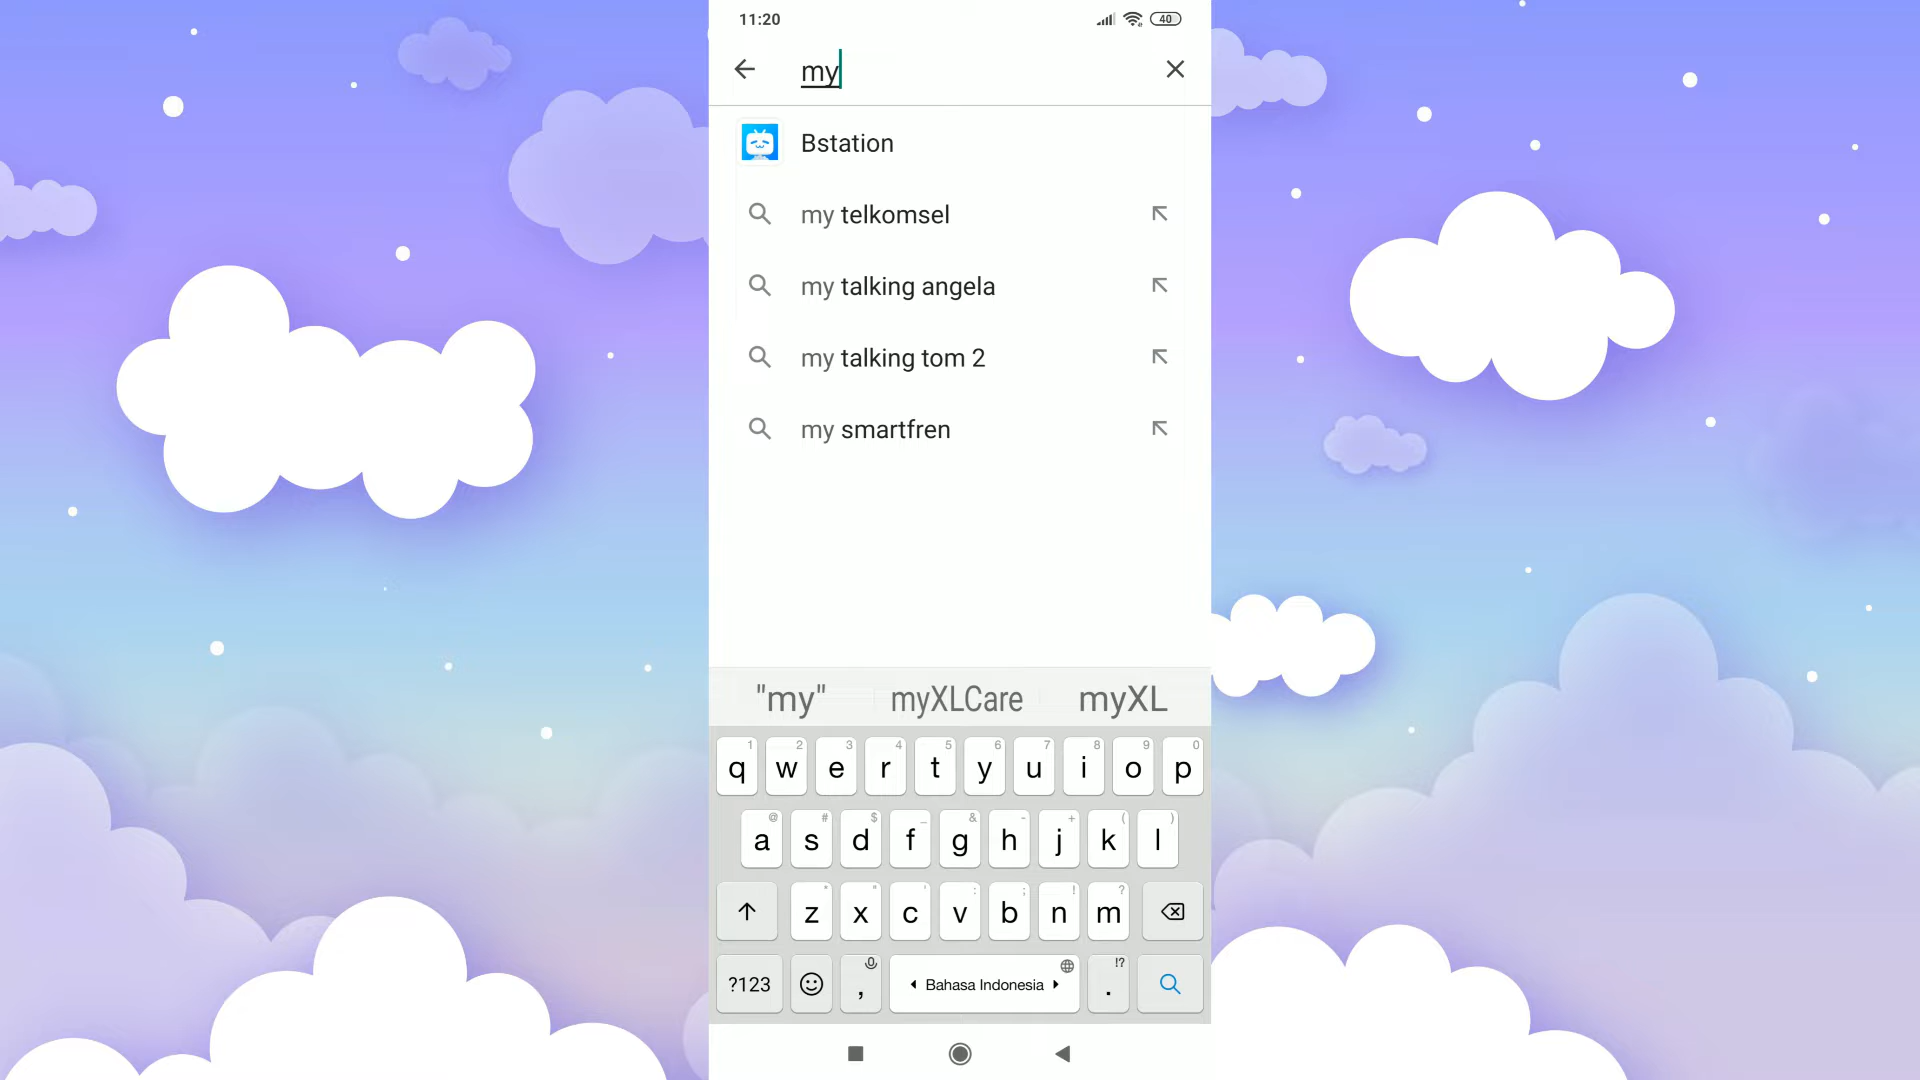 11:20
40
my
Bstation
my telkomsel
my talking angela
my talking tom 2
my smartfren
"my" myXLCare myXL
1 2 3 4 5 6 7 8 9 0
q w e r t y u i o p
@ # $ _ & - + ( )
a s d f g h j k l
* " ' : ; ! ?
z x c v b n m
!?
?123 , Bahasa Indonesia .